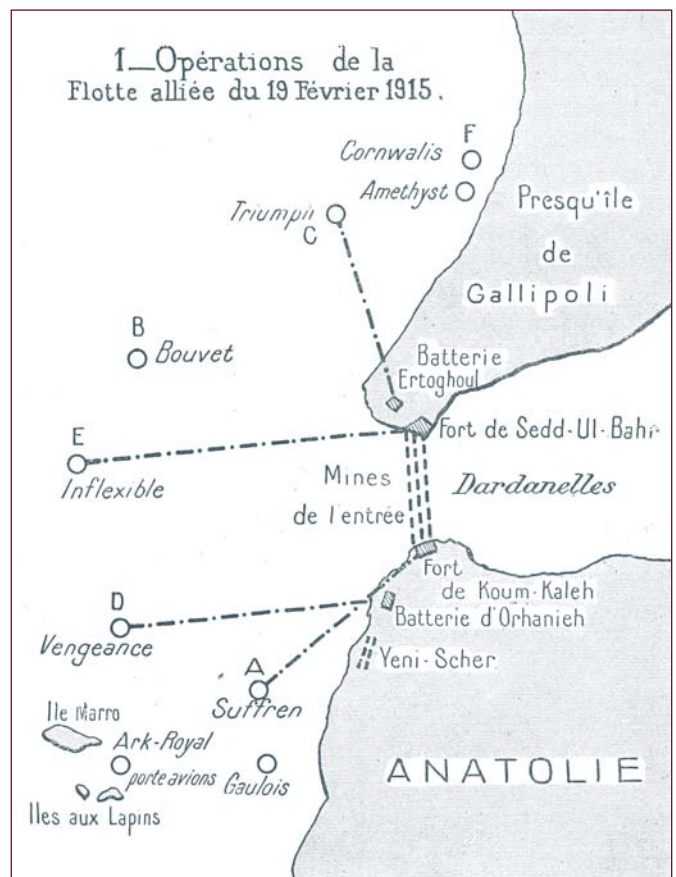 1_Opérations de la
Flotte alliée du 19 Février 1915.
F
Cornwalis
Amethyst
Triumph
C
Presqu'île
de
Gallipoli
B
Bouvet
Batterie
Ertoghoul
E
Inflexible
Fort de Sedd-Ul-Bahr
Mines
de l'entrée
Dardanelles
Fort
de Koum-Kaleh
Batterie d'Orhanieh
D
Vengeance
Yeni-Scher
A
Suffren
Ile Marro
Ark-Royal
porte avions
Gaulois
Iles aux Lapins
ANATOLIE